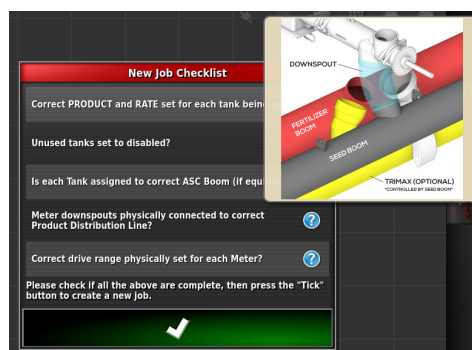 New Job Checklist
Correct PRODUCT and RATE set for each tank being
Unused tanks set to disabled?
Is each Tank assigned to correct ASC Boom (if
Meter downspouts physically connected to correct
Product Distribution Line?
Correct drive range physically set for each Meter?
Please check if all the above are complete, then press the "Tick"
button to create a new job.
DOWNSPOUT
FERTILIZER
BOOM
SEED BOOM
TRIMAX (OPTIONAL)
*CONTROLLED BY SEED BOOM*